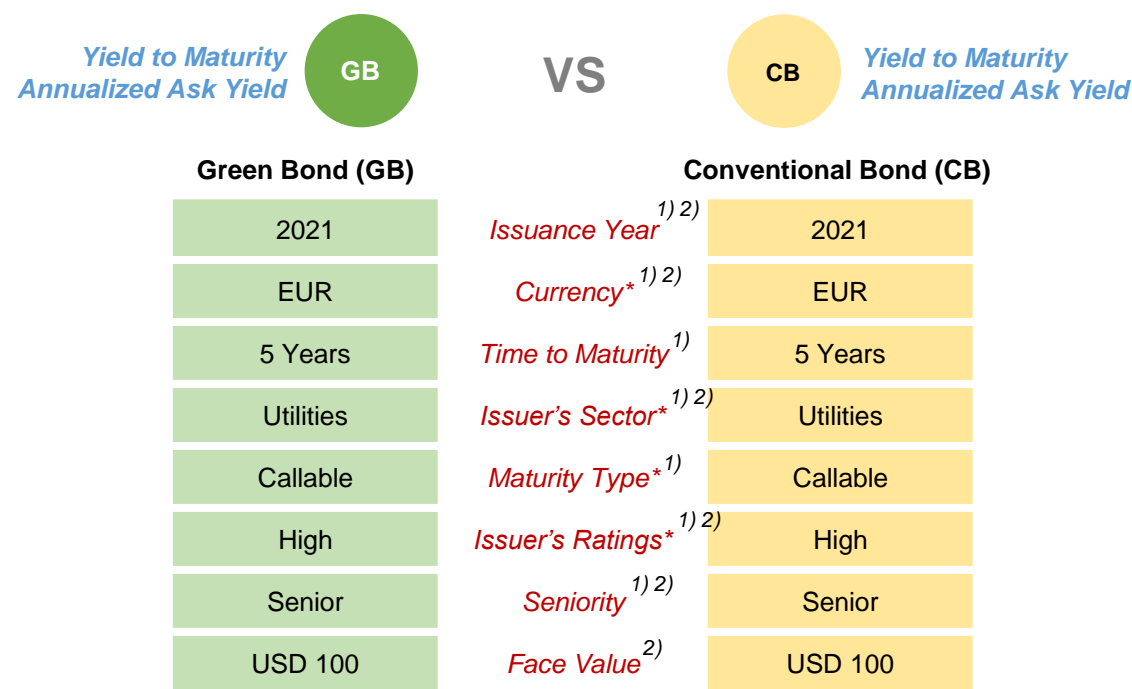 Yield to Maturity
Annualized Ask Yield
GB
VS
CB
Yield to Maturity
Annualized Ask Yield
Green Bond (GB)
Conventional Bond (CB)
2021 Issuance Year 1) 2) 2021
EUR Currency* 1) 2) EUR
5 Years Time to Maturity 1) 5 Years
Utilities Issuer’s Sector* 1) 2) Utilities
Callable Maturity Type* 1) Callable
High Issuer’s Ratings* 1) 2) High
Senior Seniority 1) 2) Senior
USD 100 Face Value 2) USD 100